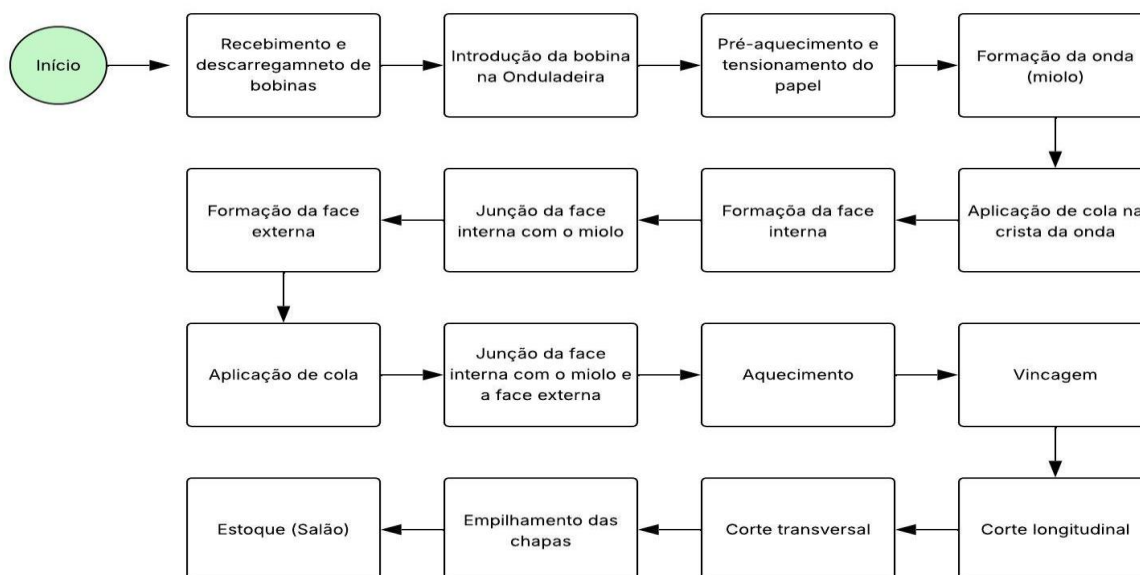 Início
Recebimento e
descarregamneto de
bobinas
Introdução da bobina
na Onduladeira
Pré-aquecimento e
tensionamento do
papel
Formação da onda
(miolo)
Aplicação de cola na
crista da onda
Formaçõa da face
interna
Junção da face
interna com o miolo
Formação da face
externa
Aplicação de cola
Junção da face
interna com o miolo e
a face externa
Aquecimento
Vincagem
Corte longitudinal
Corte transversal
Empilhamento das
chapas
Estoque (Salão)